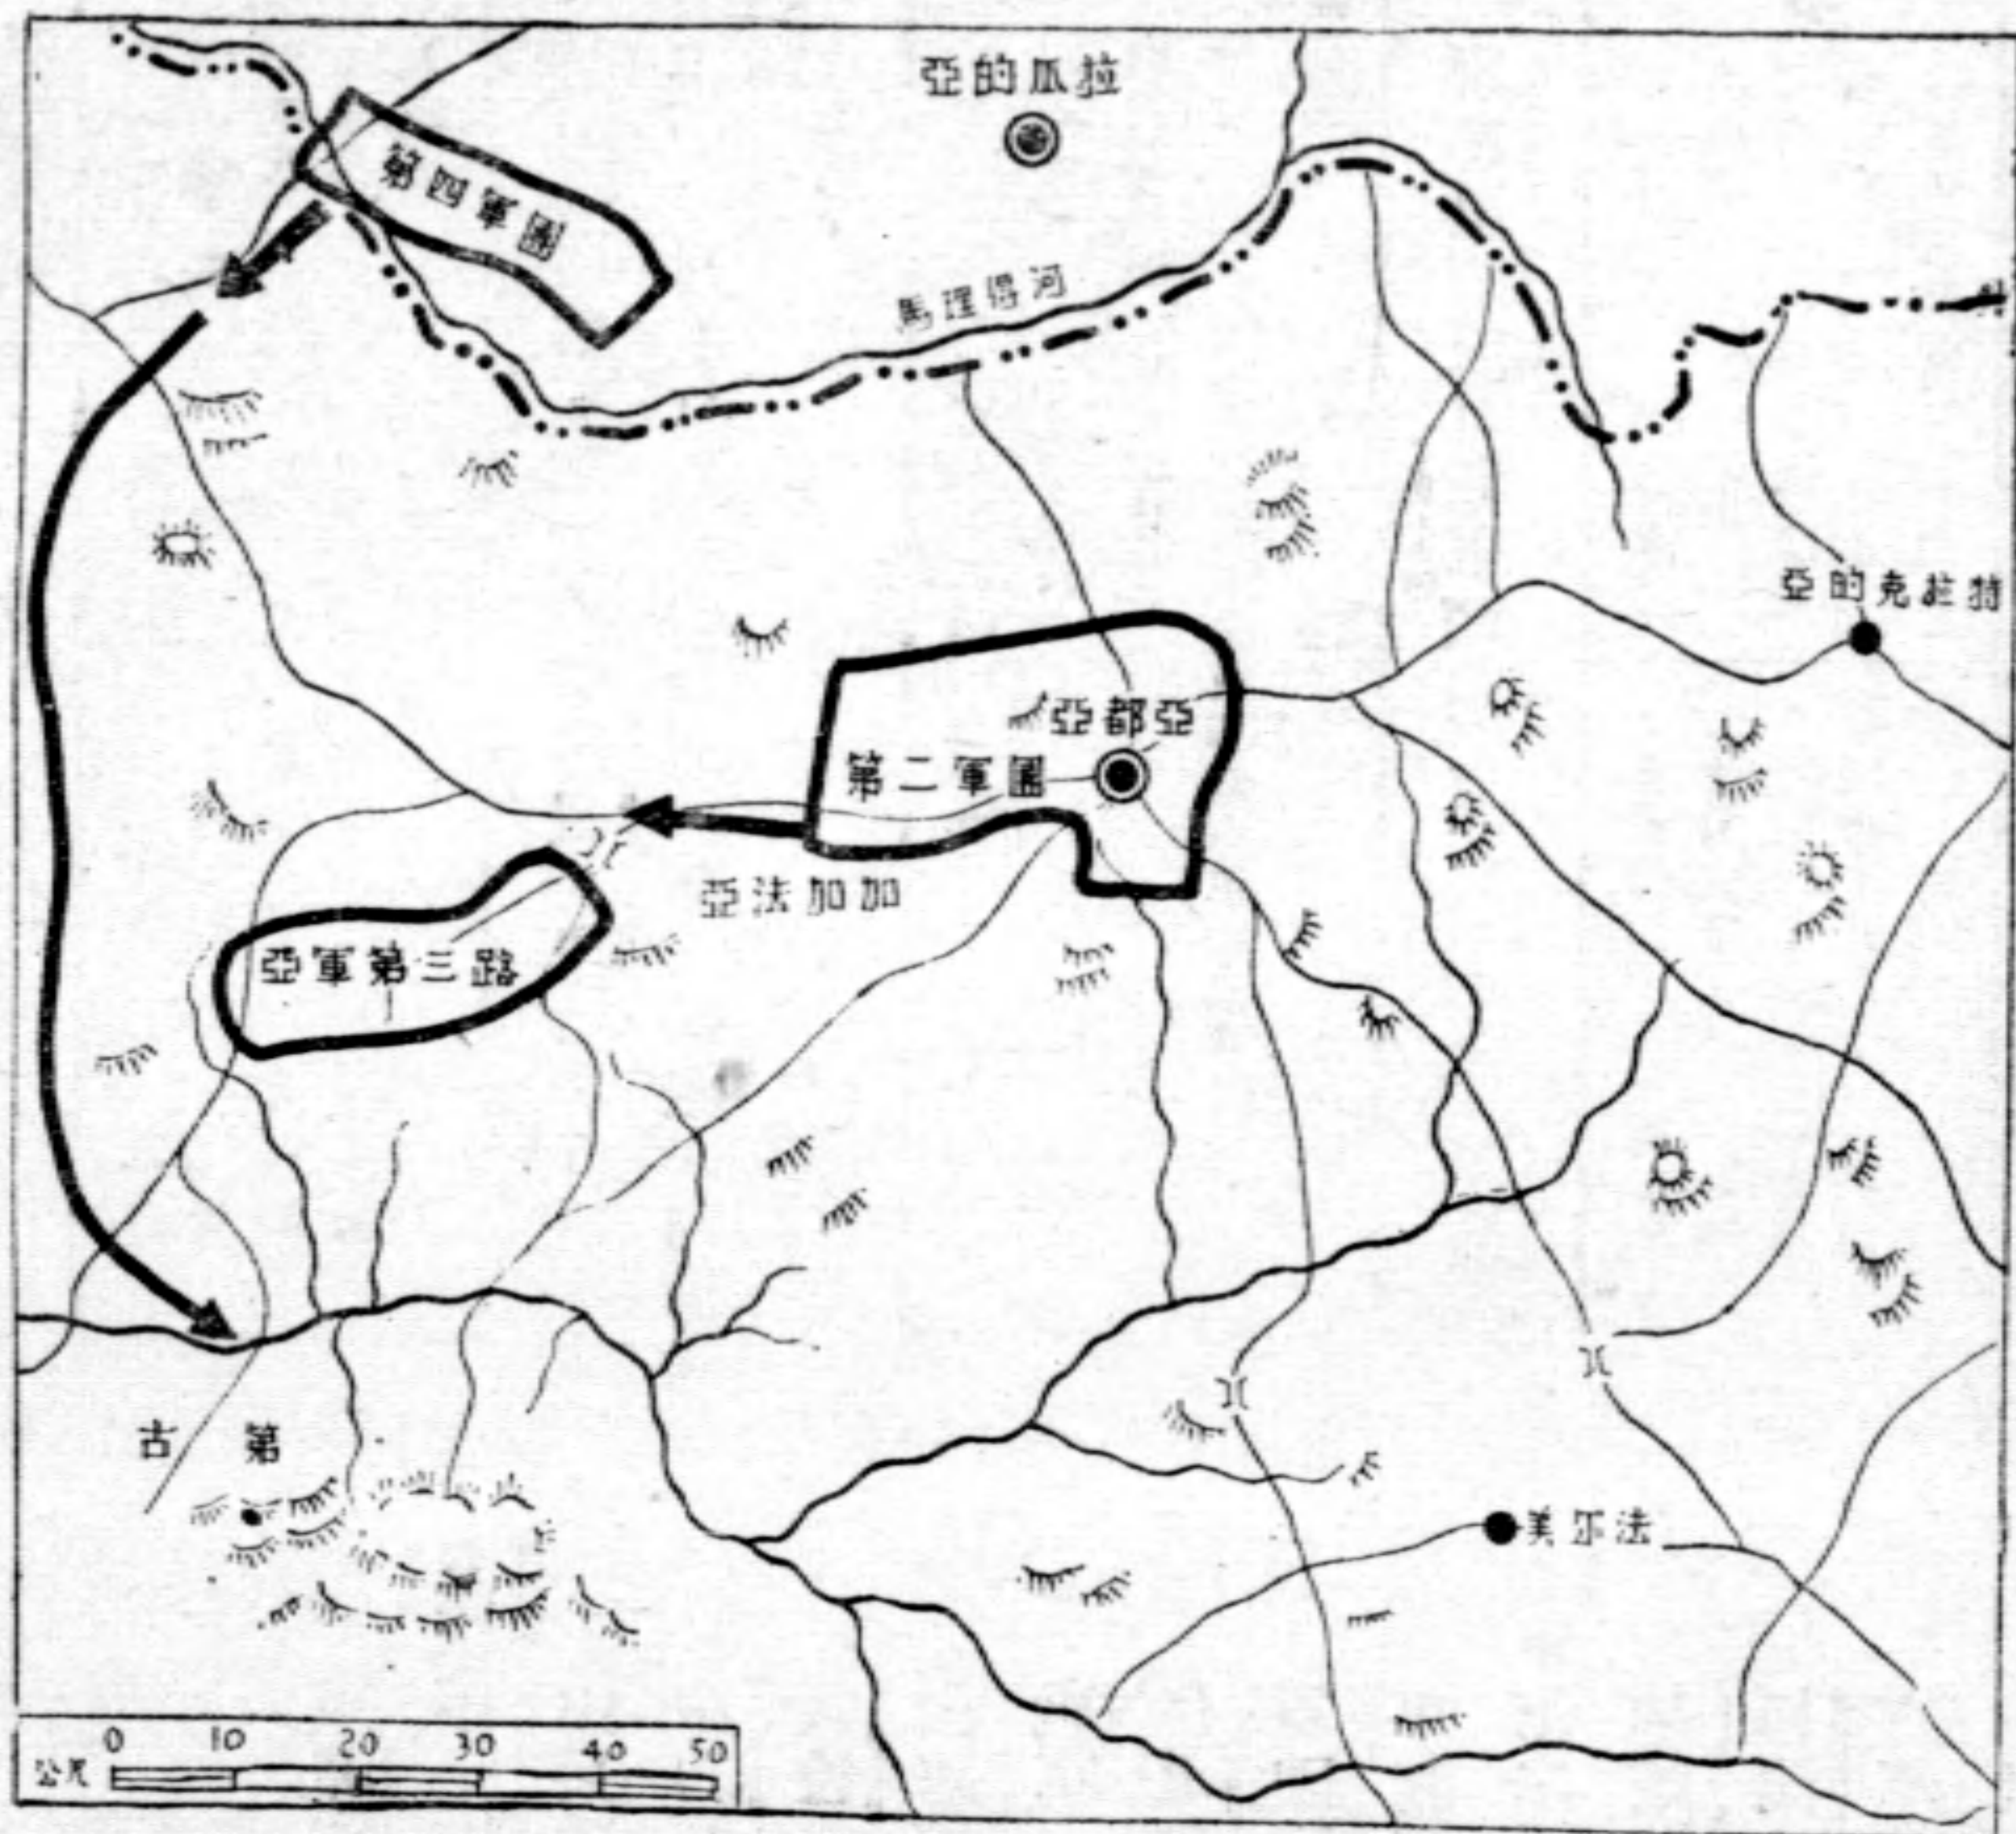 亞的瓜拉
第四軍團
馬理得河
亞的克拉特
亞都亞
第二軍團
亞法加加
亞軍第三路
古第
美尔法
0 10 20 30 40 50
公尺